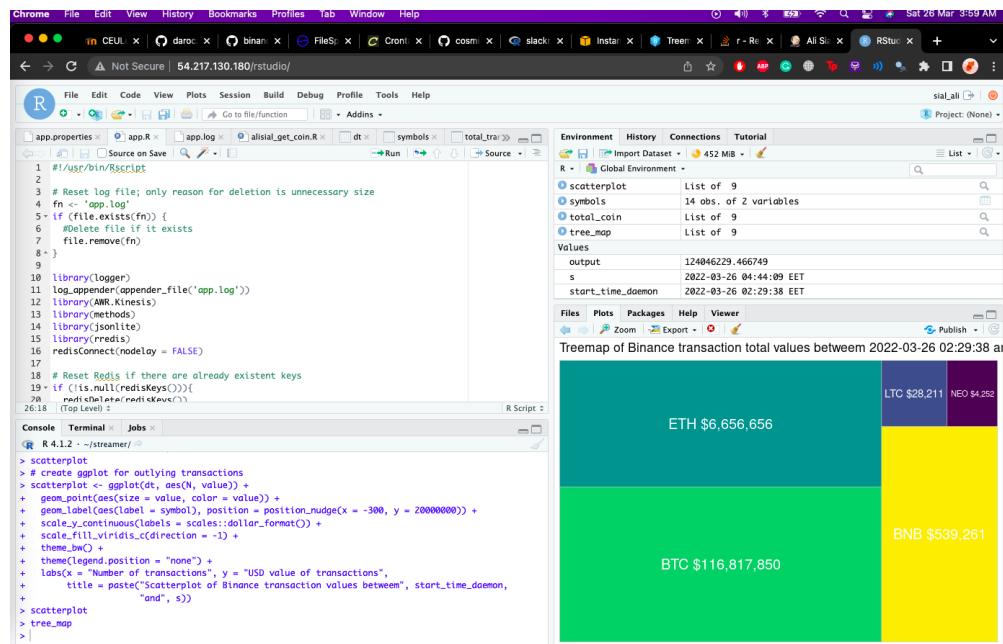 Chrome File Edit View History Bookmarks Profiles Tab Window Help Sat 26 Mar 3:59 AM
CEUL Ǥ daroc binan FileSp Cront cosmi slackr Instan Treem r - Re Ali Sia RStud
Not Secure 54.217.130.180/rstudio/
R File Edit Code View Plots Session Build Debug Profile Tools Help sial_ali
Go to file/function Addins Project: (None)
app.properties app.R app.log alisial_get_coin.R dt symbols total_trar
Source on Save Run Source
1 #!/usr/bin/Rscript
2
3 # Reset log file; only reason for deletion is unnecessary size
4 fn <- 'app.log'
5 if (file.exists(fn)) {
6 #Delete file if it exists
7 file.remove(fn)
8 }
9
10 library(logger)
11 log_appender(appender_file('app.log'))
12 library(AWR.Kinesis)
13 library(methods)
14 library(jsonlite)
15 library(rredis)
16 redisConnect(nodelay = FALSE)
17
18 # Reset Redis if there are already existent keys
19 if (!is.null(redisKeys())){
20 redisDelete(redisKeys())
26:18 (Top Level) R Script
Console Terminal Jobs
R 4.1.2 · ~/streamer/
> scatterplot
> # create ggplot for outlying transactions
> scatterplot <- ggplot(dt, aes(N, value)) +
+ geom_point(aes(size = value, color = value)) +
+ geom_label(aes(label = symbol), position = position_nudge(x = -300, y = 20000000)) +
+ scale_y_continuous(labels = scales::dollar_format()) +
+ scale_fill_viridis_c(direction = -1) +
+ theme_bw() +
+ theme(legend.position = "none") +
+ labs(x = "Number of transactions", y = "USD value of transactions",
+ title = paste("Scatterplot of Binance transaction values betweem", start_time_daemon,
+ "and", s))
> scatterplot
> tree_map
>
Environment History Connections Tutorial
Import Dataset 452 MiB List
R Global Environment
scatterplot List of 9
symbols 14 obs. of 2 variables
total_coin List of 9
tree_map List of 9
Values
output 124046229.466749
s 2022-03-26 04:44:09 EET
start_time_daemon 2022-03-26 02:29:38 EET
Files Plots Packages Help Viewer
Zoom Export Publish
Treemap of Binance transaction total values betweem 2022-03-26 02:29:38 ar
ETH $6,656,656
LTC $28,211
NEO $4,252
BTC $116,817,850
BNB $539,261